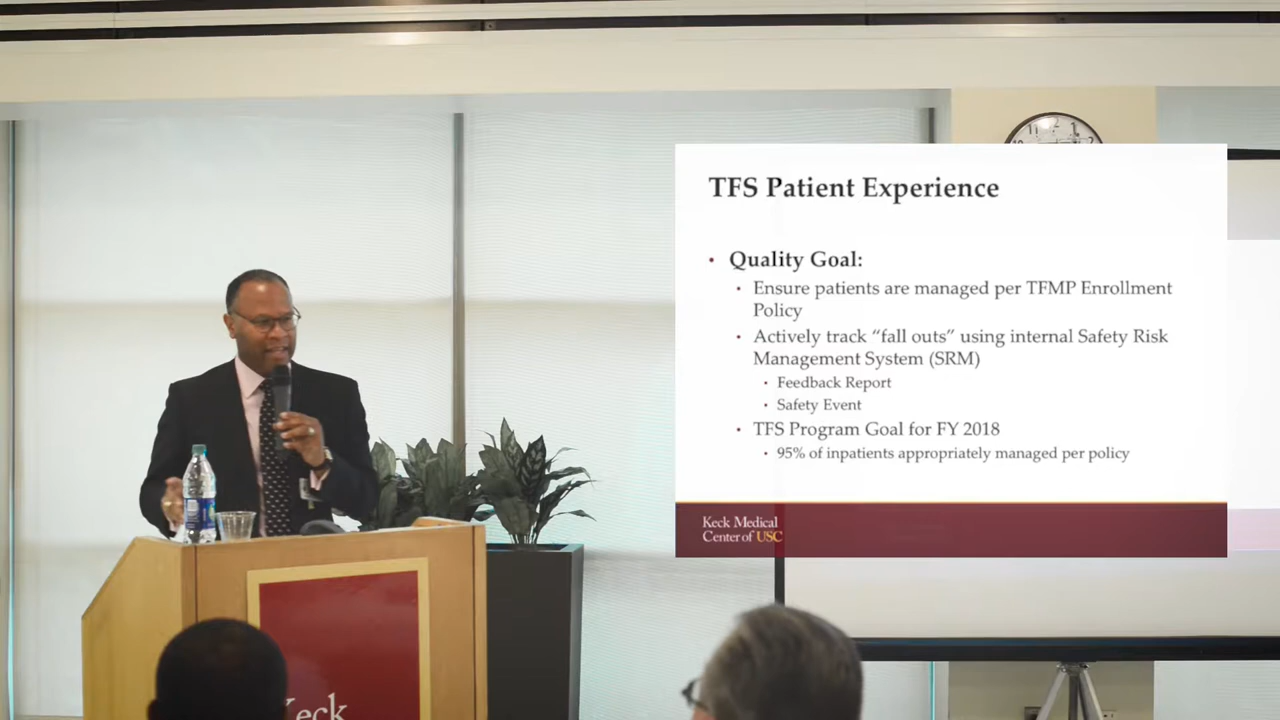 TFS Patient Experience
• Quality Goal:
• Ensure patients are managed per TFMP Enrollment
Policy
• Actively track “fall outs” using internal Safety Risk
Management System (SRM)
• Feedback Report
• Safety Event
• TFS Program Goal for FY 2018
• 95% of inpatients appropriately managed per policy
Keck Medical
Center of USC
Keck